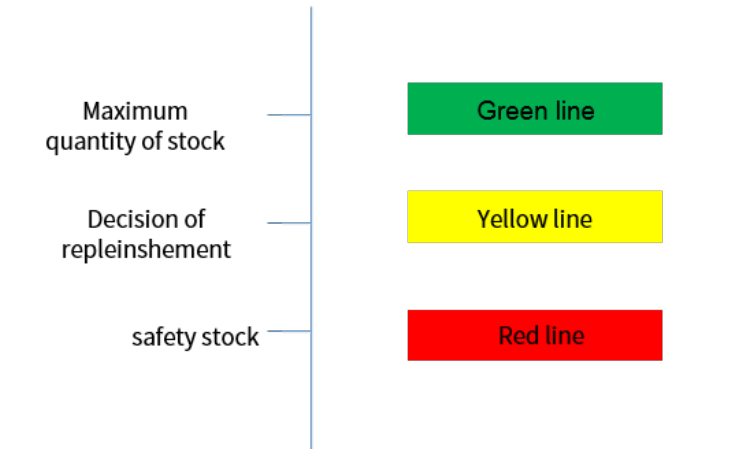 Maximum
quantity of stock
Green line
Decision of
repleinshement
Yellow line
safety stock
Red line